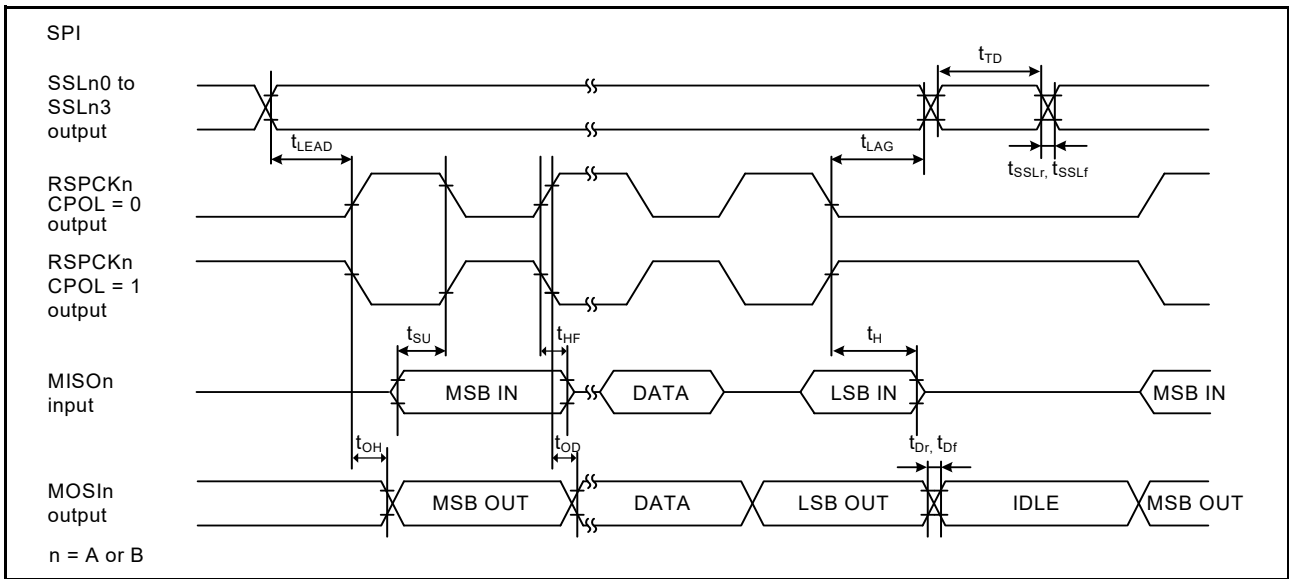 SPI
SSLn0 to
SSLn3
output
tTD
tLEAD
tLAG
tSSLr, tSSLf
RSPCKn
CPOL = 0
output
RSPCKn
CPOL = 1
output
tSU
tHF
tH
MISOn
input
MSB IN
DATA
LSB IN
MSB IN
tOH
tOD
tDr, tDf
MOSIn
output
MSB OUT
DATA
LSB OUT
IDLE
MSB OUT
n = A or B